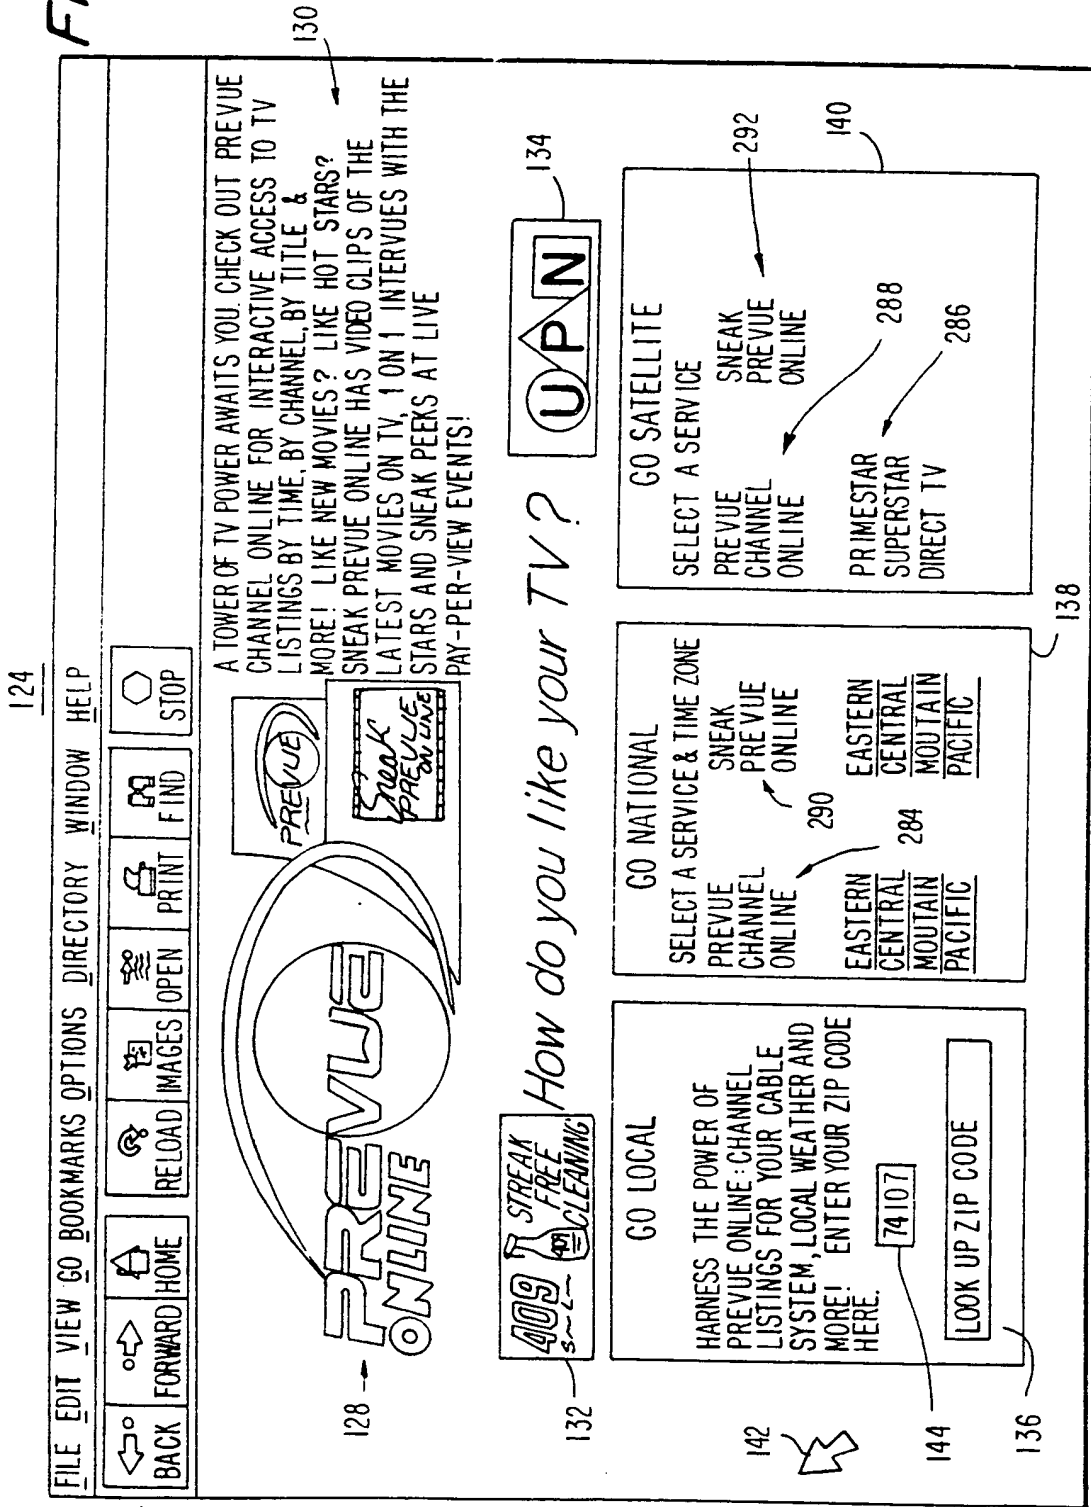 124
FILE EDIT VIEW GO BOOKMARKS OPTIONS DIRECTORY WINDOW HELP
BACK FORWARD HOME RELOAD IMAGES OPEN PRINT FIND STOP
128
PREVUE
ONLINE
PREVUE
Sneak
PREVUE
ON LINE
A TOWER OF TV POWER AWAITS YOU. CHECK OUT PREVUE
CHANNEL ONLINE FOR INTERACTIVE ACCESS TO TV
LISTINGS BY TIME, BY CHANNEL, BY TITLE &
MORE! LIKE NEW MOVIES? LIKE HOT STARS?
SNEAK PREVUE ONLINE HAS VIDEO CLIPS OF THE
LATEST MOVIES ON TV, 1 ON 1 INTERVUES WITH THE
STARS AND SNEAK PEEKS AT LIVE
PAY-PER-VIEW EVENTS!
130
132
409
STREAK
FREE
CLEANING
409
How do you like your TV?
UPN
134
142
GO LOCAL
HARNESS THE POWER OF
PREVUE ONLINE: CHANNEL
LISTINGS FOR YOUR CABLE
SYSTEM, LOCAL WEATHER AND
MORE! ENTER YOUR ZIP CODE
HERE.
74107
LOOK UP ZIP CODE
144
136
GO NATIONAL
SELECT A SERVICE & TIME ZONE
PREVUE
CHANNEL
ONLINE
284
EASTERN
CENTRAL
MOUTAIN
PACIFIC
SNEAK
PREVUE
ONLINE
290
EASTERN
CENTRAL
MOUTAIN
PACIFIC
138
GO SATELLITE
SELECT A SERVICE
PREVUE
CHANNEL
ONLINE
288
PRIMESTAR
SUPERSTAR
DIRECT TV
286
SNEAK
PREVUE
ONLINE
292
140